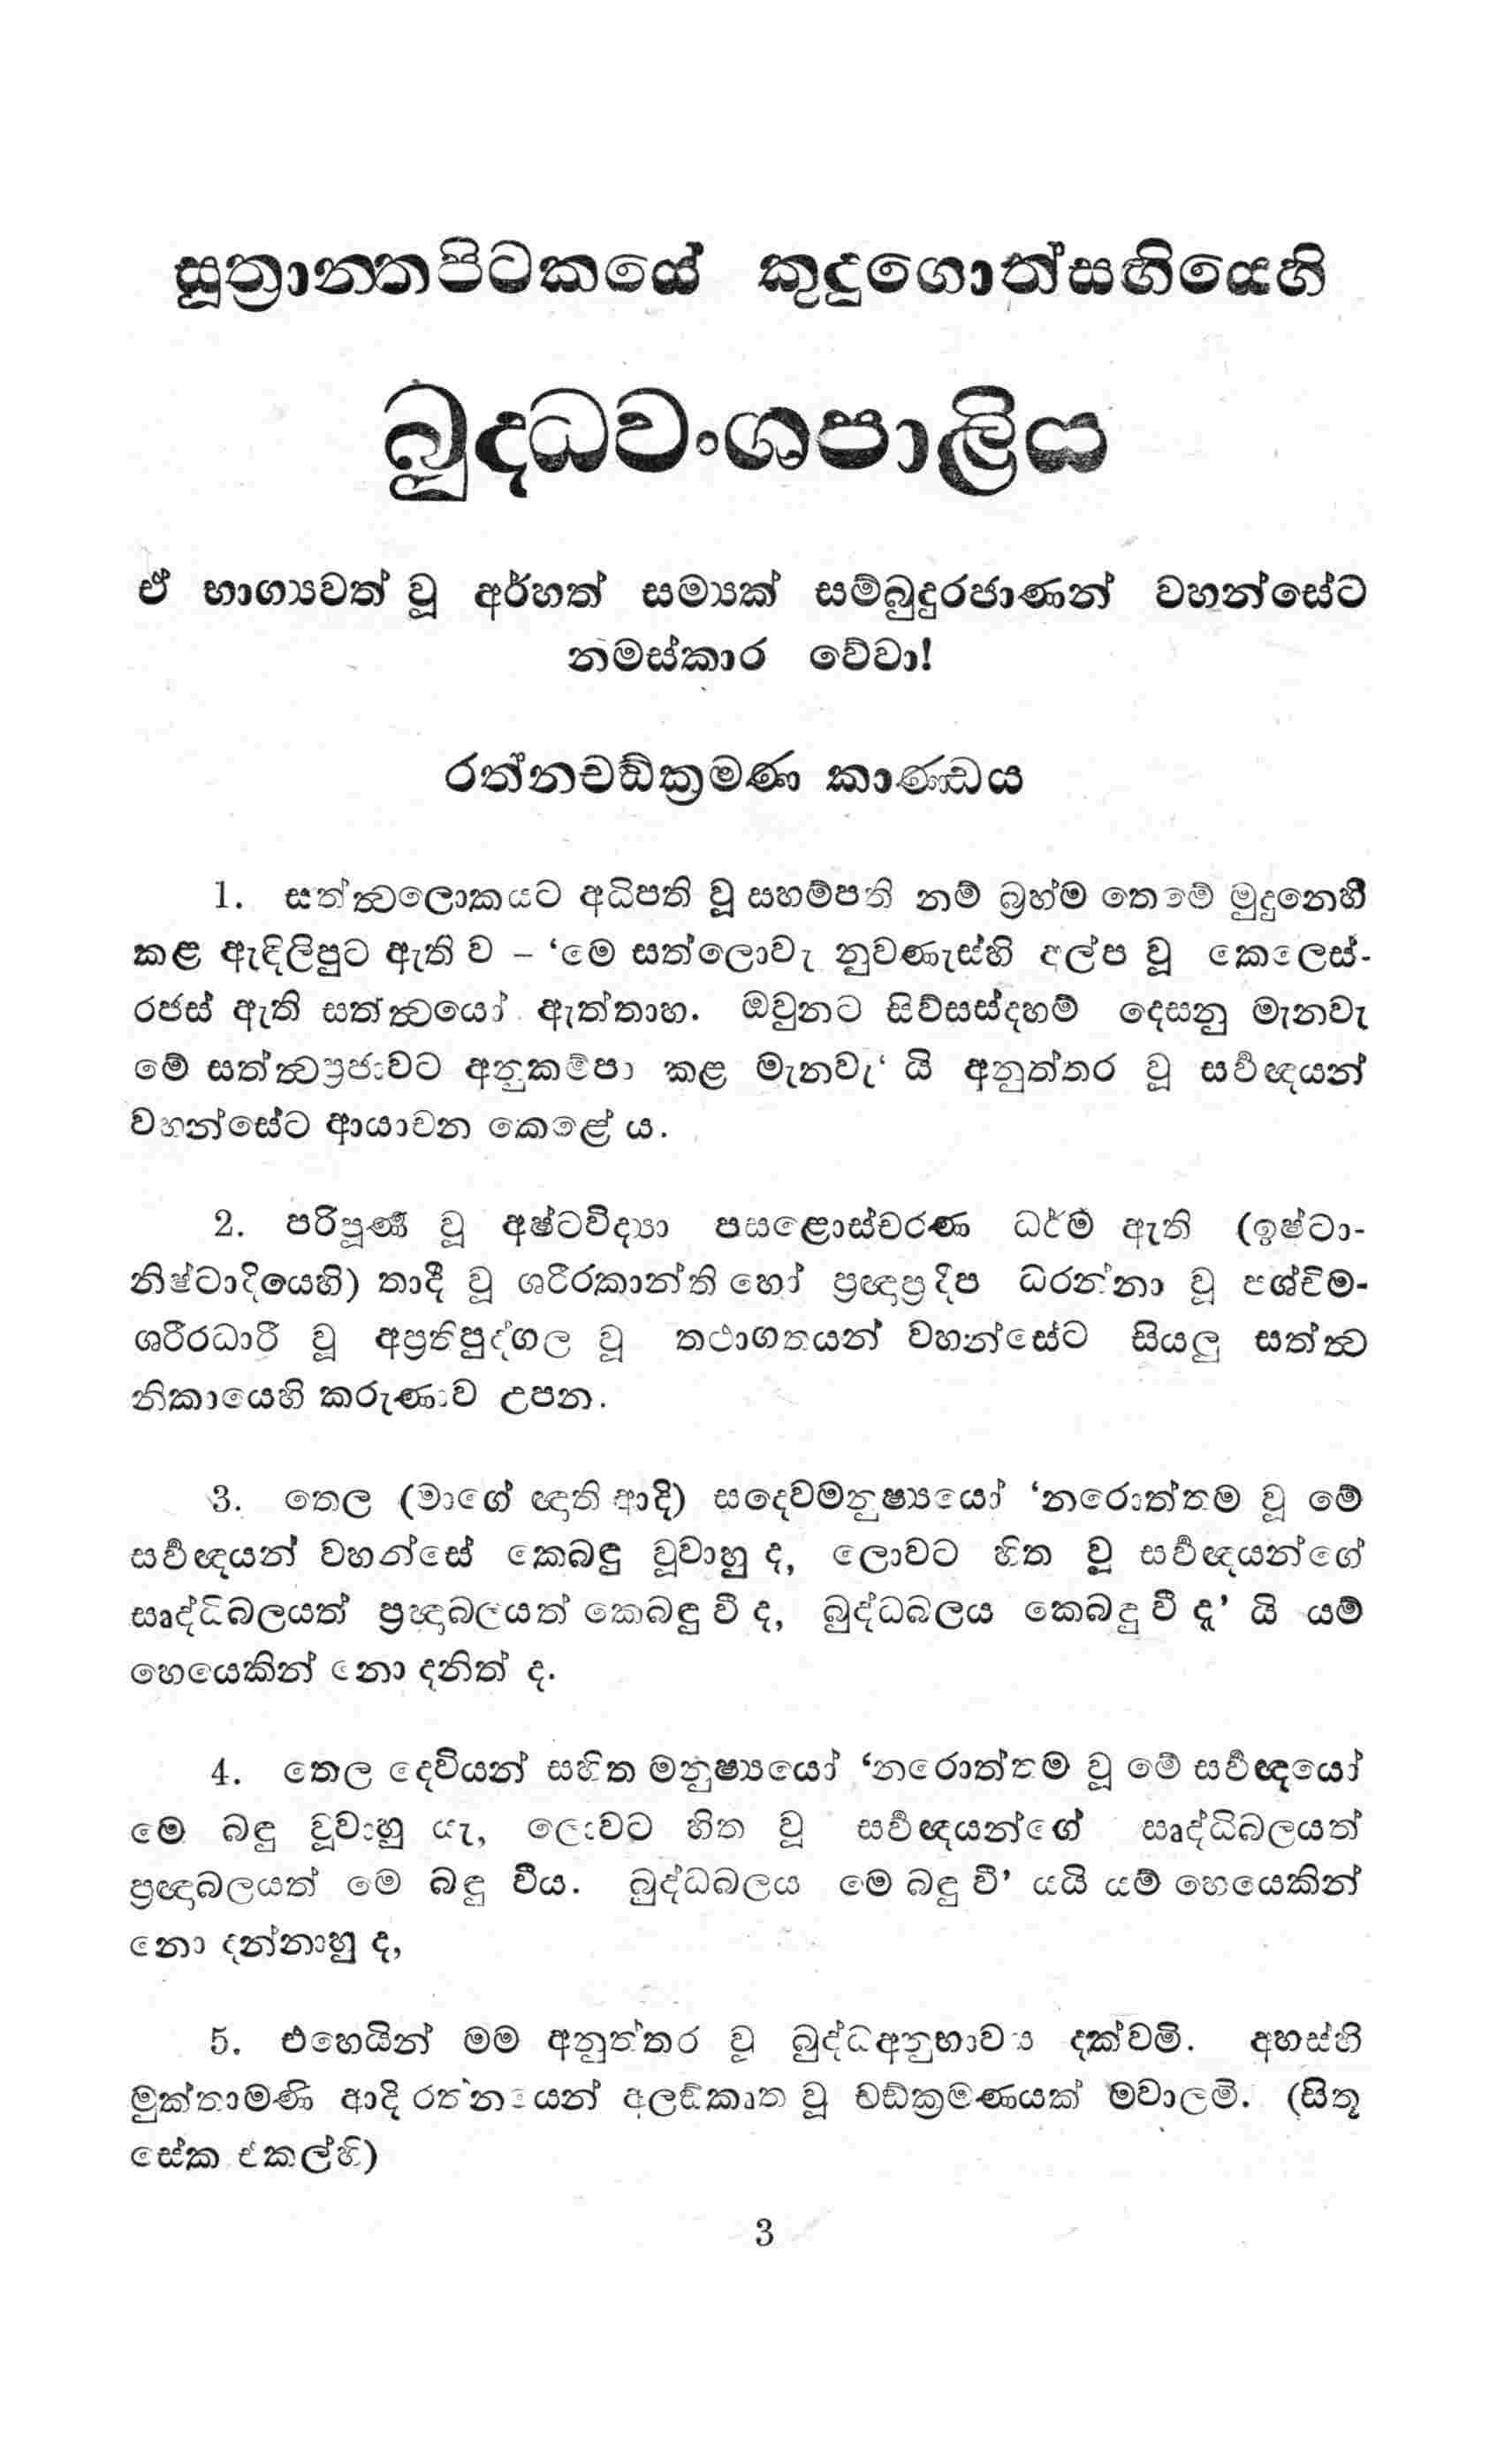 සූත්‍රාන්තපිටකයේ කුදුගොත්සඟියෙහි
බුද්ධවංශපාළිය
ඒ භාග්‍යවත් වූ අර්හත් සම්‍යක් සම්බුදුරජාණන් වහන්සේට
නමස්කාර වේවා!
රත්නචඞ්ක්‍රමණ කාණ්ඩය
1. සත්ත්‍වලොකයට අධිපති වූ සහම්පති නම් බ්‍රහ්ම තෙමේ මුදුනෙහි
කළ ඇඳිලිපුට ඇති ව – ‘මෙ සත්ලොවැ නුවණැස්හි අල්ප වූ කෙලෙස්-
රජස් ඇති සත්ත්‍වයෝ ඇත්තාහ. ඔවුනට සිව්සස්දහම් දෙසනු මැනවැ
මේ සත්ත්‍වප්‍රජාවට අනුකම්පා කළ මැනවැ‘ යි අනුත්තර වූ සර්‍වඥයන්
වහන්සේට ආයාචන කෙළේ ය.
2. පරිපූර්‍ණ වූ අෂ්ටවිද්‍යා පසළොස්චරණ ධර්ම ඇති (ඉෂ්ටා-
නිෂ්ටාදියෙහි) තාදී වූ ශරීරකාන්ති හෝ ප්‍රඥාප්‍රදීප ධරන්නා වූ පශ්චිම-
ශරීරධාරී වූ අප්‍රතිපුද්ගල වූ තථාගතයන් වහන්සේට සියලු සත්ත්‍ව
නිකායෙහි කරුණාව උපන.
3. තෙල (මාගේ ඥාති ආදි) සදෙවමනුෂ්‍යයෝ ‘නරොත්තම වූ මේ
සර්‍වඥයන් වහන්සේ කෙබඳු වූවාහු ද, ලොවට හිත වූ සර්‍වඥයන්ගේ
සෘද්ධිබලයත් ප්‍රඥාබලයත් කෙබඳු වී ද, බුද්ධබලය කෙබඳු වී දැ’ යි යම්
හෙයෙකින් නො දනිත් ද.
4. තෙල දෙවියන් සහිත මනුෂ්‍යයෝ ‘නරොත්තම වූ මේ සර්‍වඥයෝ
මෙ බඳු වූවාහු යැ, ලොවට හිත වූ සර්‍වඥයන්ගේ සෘද්ධිබලයත්
ප්‍රඥාබලයත් මෙ බඳු වීය. බුද්ධබලය මෙ බඳු වී’ යයි යම් හෙයෙකින්
නො දන්නාහු ද,
5. එහෙයින් මම අනුත්තර වූ බුද්ධඅනුභාවය දක්වමි. අහස්හි
මුක්තාමණි ආදි රත්නයෙන් අලඞ්කෘත වූ චඞ්ක්‍රමණයක් මවාලමි. (සිතූ
සේක එකල්හි)
3